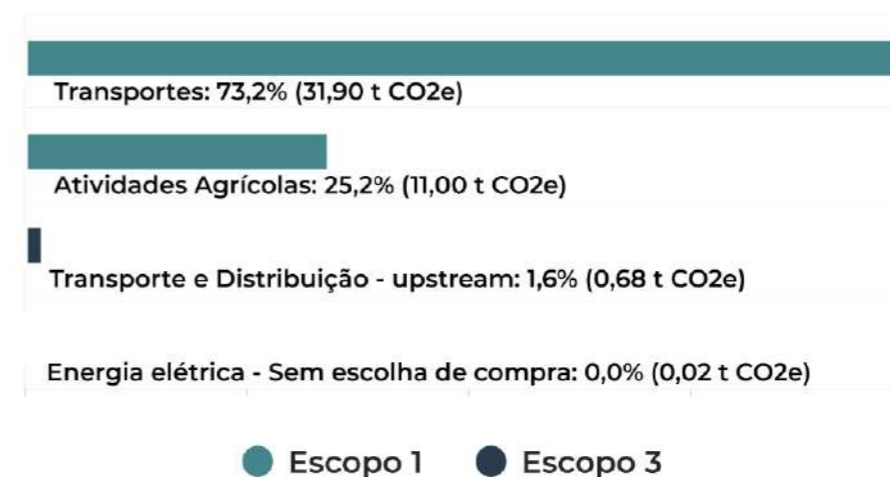 Transportes: 73,2% (31,90 t CO2e)
Atividades Agrícolas: 25,2% (11,00 t CO2e)
Transporte e Distribuição - upstream: 1,6% (0,68 t CO2e)
Energia elétrica - Sem escolha de compra: 0,0% (0,02 t CO2e)
Escopo 1 Escopo 3